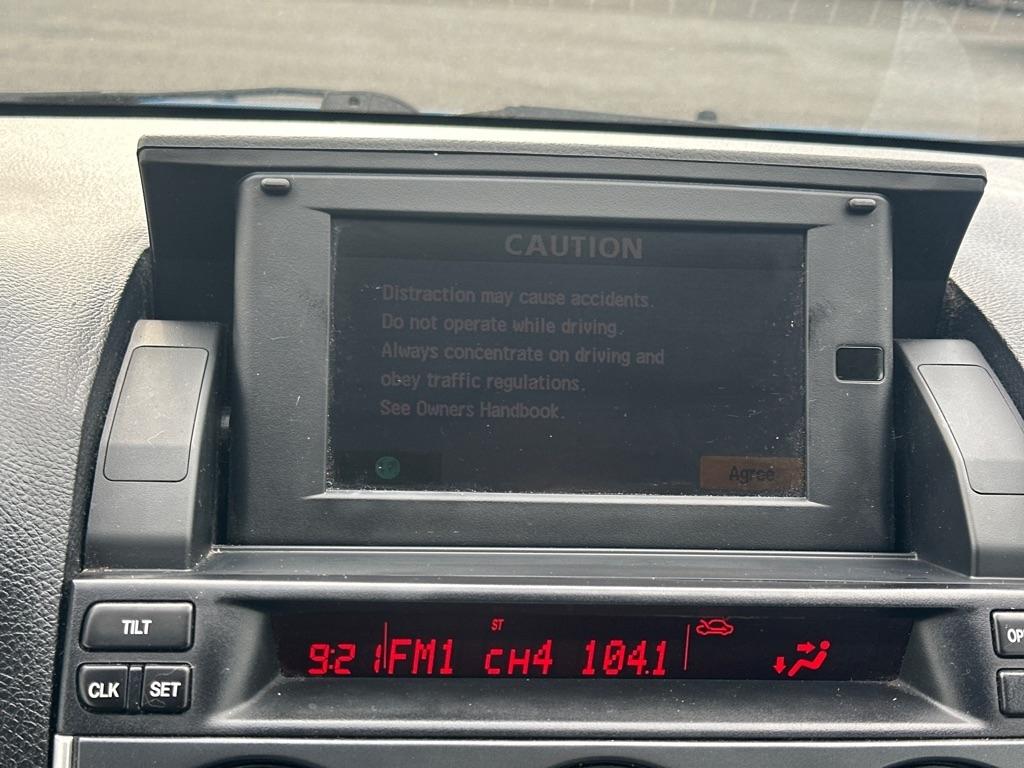 CAUTION
Distraction may cause accidents.
Do not operate while driving.
Always concentrate on driving and
obey traffic regulations.
See Owners Handbook.
Agree
TILT
CLK SET
ST
9:21 FM1 CH4 104.1
OP